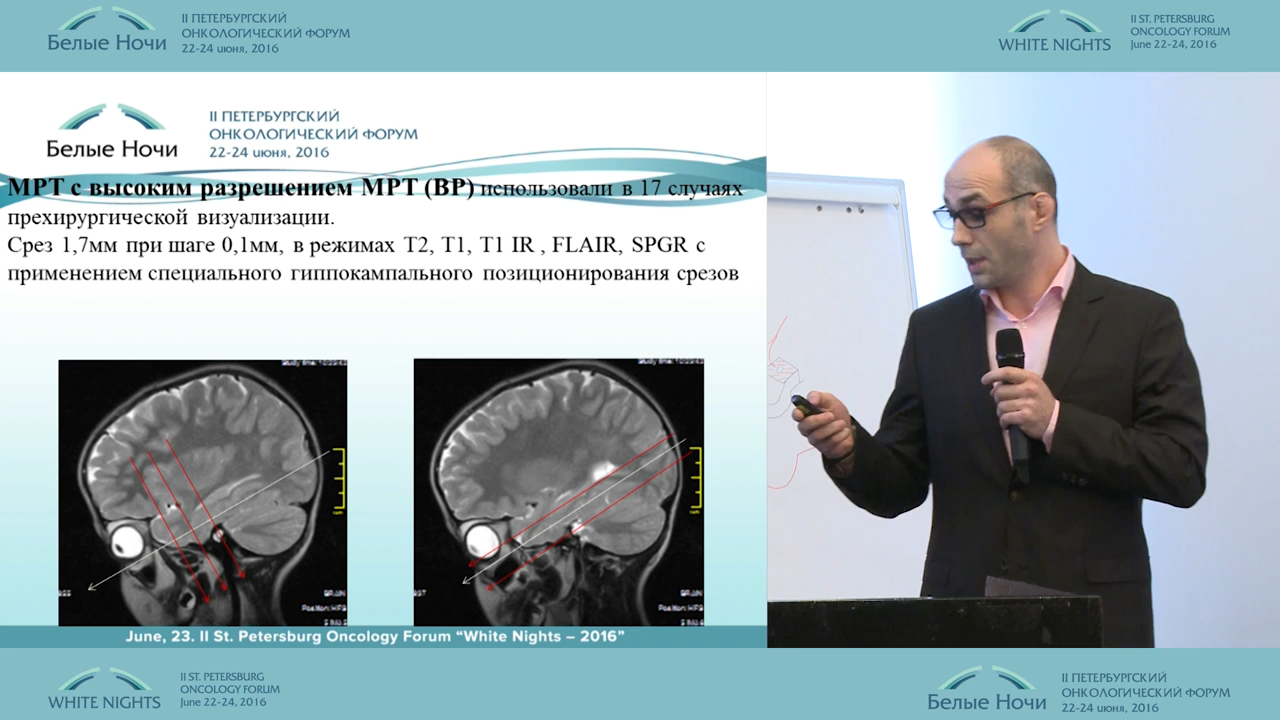 Белые Ночи
II ПЕТЕРБУРГСКИЙ
ОНКОЛОГИЧЕСКИЙ ФОРУМ
22-24 июня, 2016
WHITE NIGHTS
II ST. PETERSBURG
ONCOLOGY FORUM
June 22-24, 2016
Белые Ночи
II ПЕТЕРБУРГСКИЙ
ОНКОЛОГИЧЕСКИЙ ФОРУМ
22-24 июня, 2016
МРТ с высоким разрешением МРТ (ВР) использовали в 17 случаях
прехирургической визуализации.
Срез 1,7мм при шаге 0,1мм, в режимах Т2, Т1, Т1 IR , FLAIR, SPGR с
применением специального гиппокампального позиционирования срезов
June, 23. II St. Petersburg Oncology Forum “White Nights – 2016”
WHITE NIGHTS
II ST. PETERSBURG
ONCOLOGY FORUM
June 22-24, 2016
Белые Ночи
II ПЕТЕРБУРГСКИЙ
ОНКОЛОГИЧЕСКИЙ ФОРУМ
22-24 июня, 2016